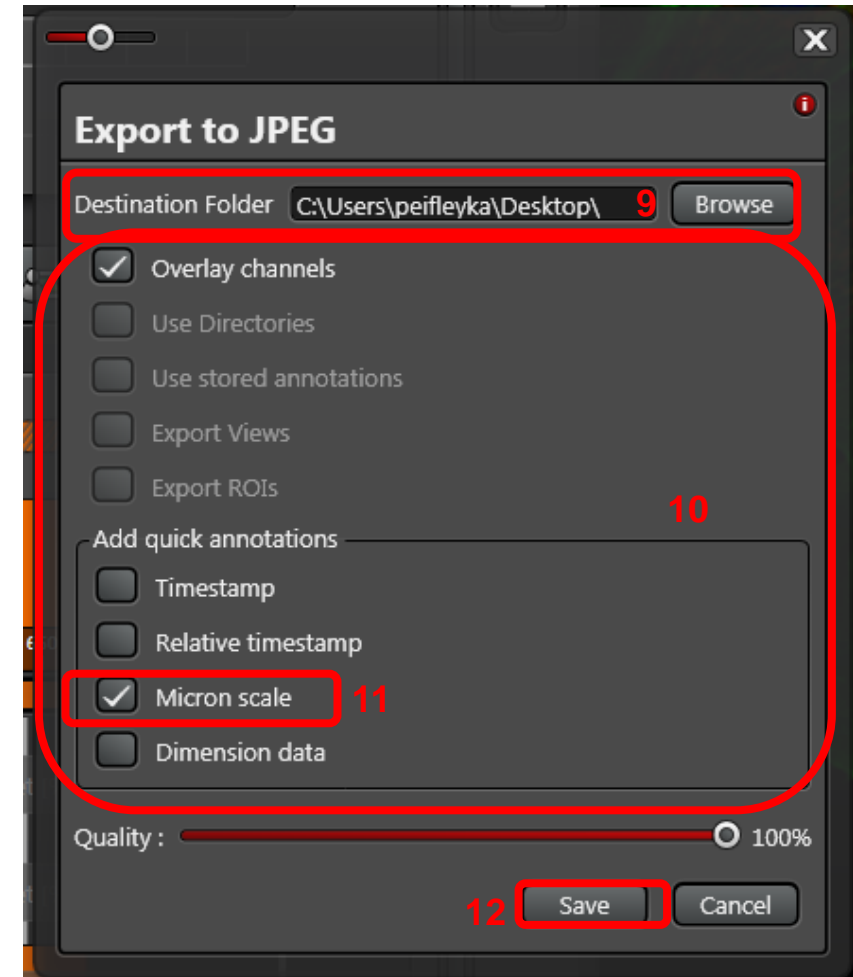 Export to JPEG
Destination Folder C:\Users\peifleyka\Desktop\ 9 Browse
Overlay channels
Use Directories
Use stored annotations
Export Views
Export ROIs
10
Add quick annotations
Timestamp
Relative timestamp
Micron scale 11
Dimension data
Quality : 100%
12 Save Cancel